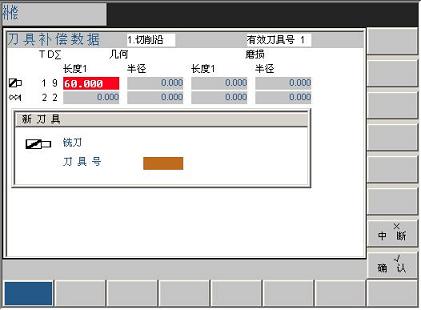 补偿
刀具补偿数据 1.切削沿 有效刀具号 1
T D Σ 几何 磨损
长度1 半径 长度1 半径
1 9 60.000 0.000 0.000 0.000
2 2 0.000 0.000 0.000 0.000
新刀具
铣刀
刀具号
中断
确认